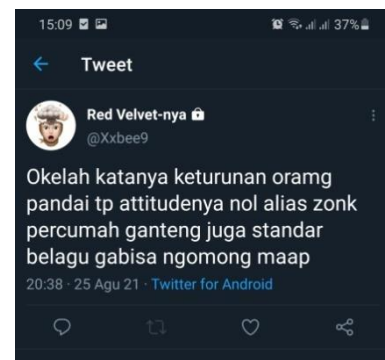 15:09 37%
Tweet
Red Velvet-nya
@Xxbee9
Okelah katanya keturunan oramg
pandai tp attitudenya nol alias zonk
percumah ganteng juga standar
belagu gabisa ngomong maap
20:38 · 25 Agu 21 · Twitter for Android